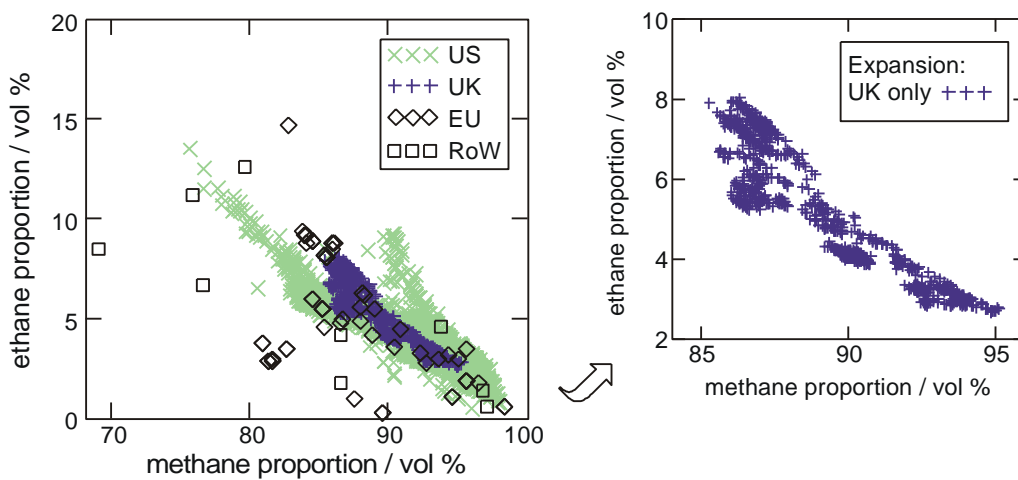 20
15
10
5
0
ethane proportion / vol %
US
UK
EU
RoW
70
80
90
100
methane proportion / vol %
10
8
6
4
2
ethane proportion / vol %
Expansion:
UK only
85
90
95
methane proportion / vol %